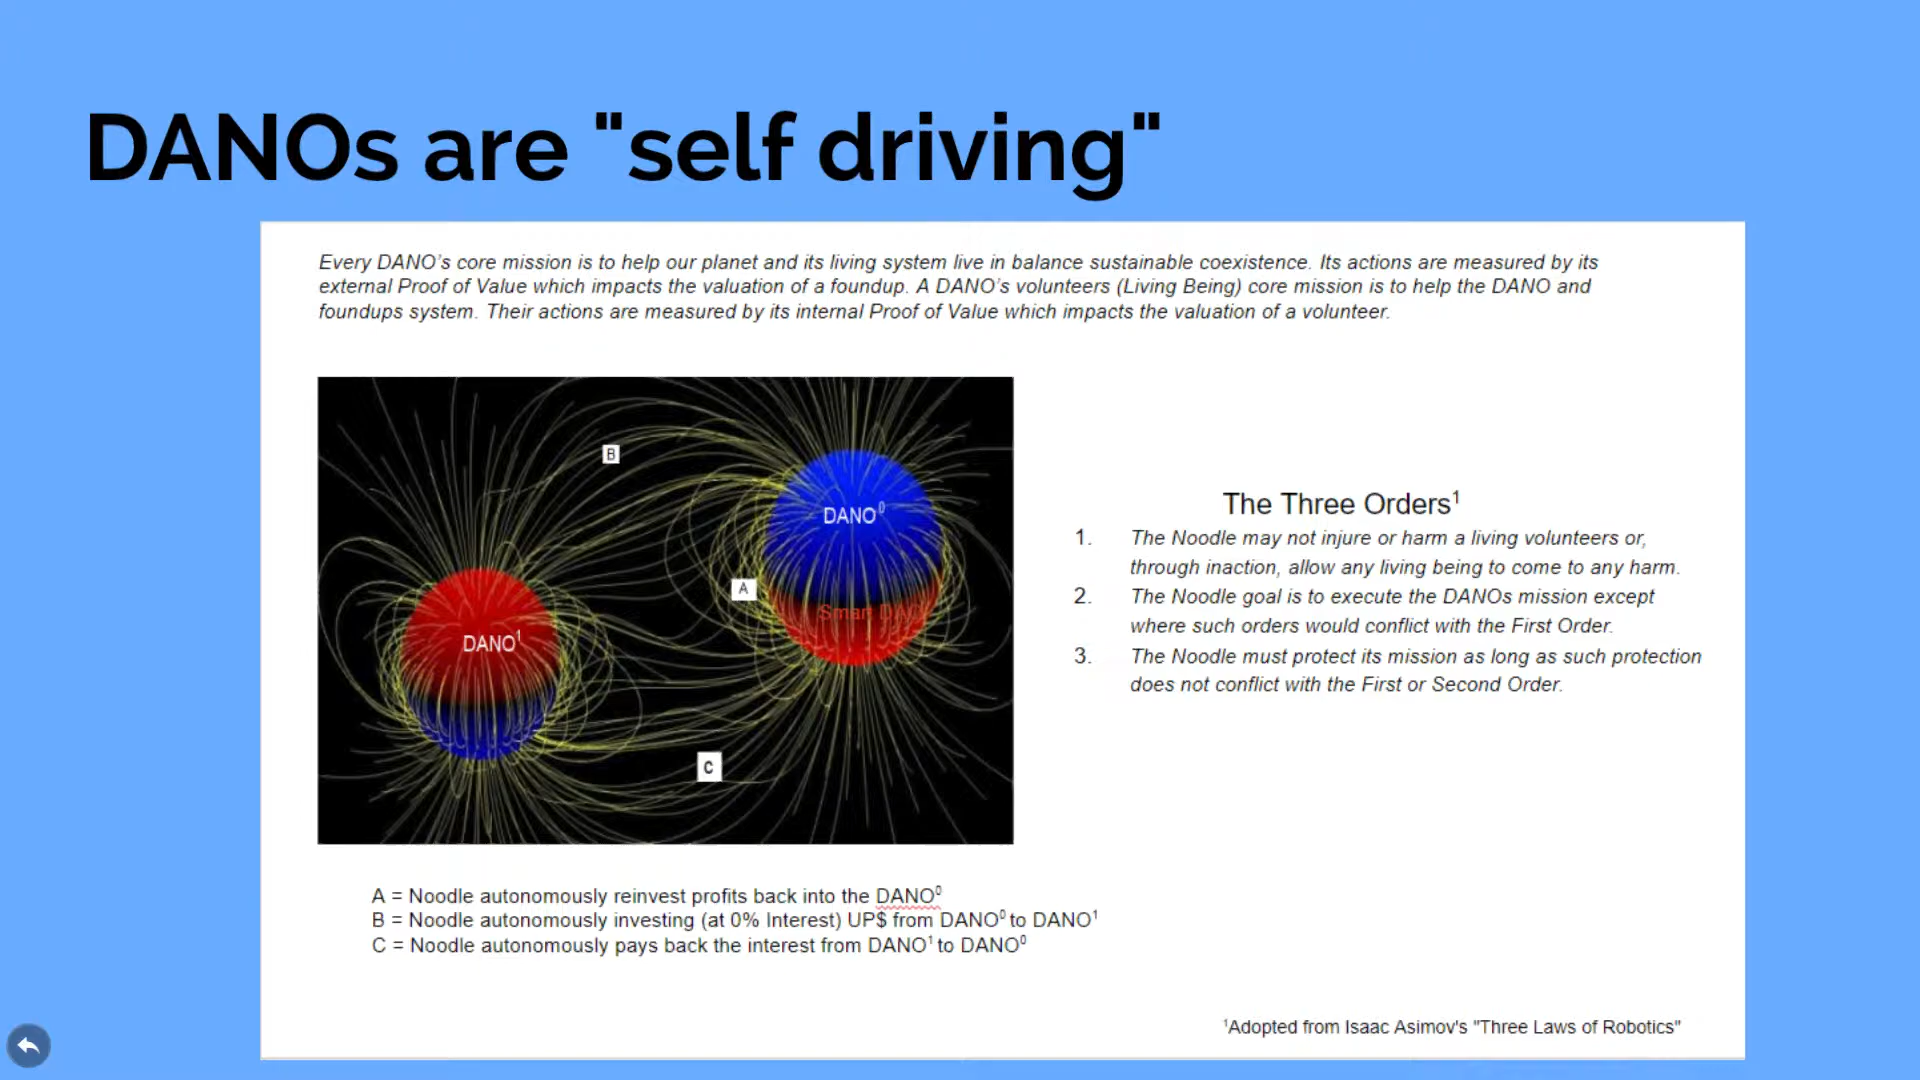 DANOs are "self driving"
Every DANO's core mission is to help our planet and its living system live in balance sustainable coexistence. Its actions are measured by its
external Proof of Value which impacts the valuation of a foundup. A DANO's volunteers (Living Being) core mission is to help the DANO and
foundups system. Their actions are measured by its internal Proof of Value which impacts the valuation of a volunteer.
B
DANO⁰
A
Smart DAO
DANO¹
C
The Three Orders¹
1. The Noodle may not injure or harm a living volunteers or,
through inaction, allow any living being to come to any harm.
2. The Noodle goal is to execute the DANOs mission except
where such orders would conflict with the First Order.
3. The Noodle must protect its mission as long as such protection
does not conflict with the First or Second Order.
A = Noodle autonomously reinvest profits back into the DANO⁰
B = Noodle autonomously investing (at 0% Interest) UP$ from DANO⁰ to DANO¹
C = Noodle autonomously pays back the interest from DANO¹ to DANO⁰
¹Adopted from Isaac Asimov's "Three Laws of Robotics"